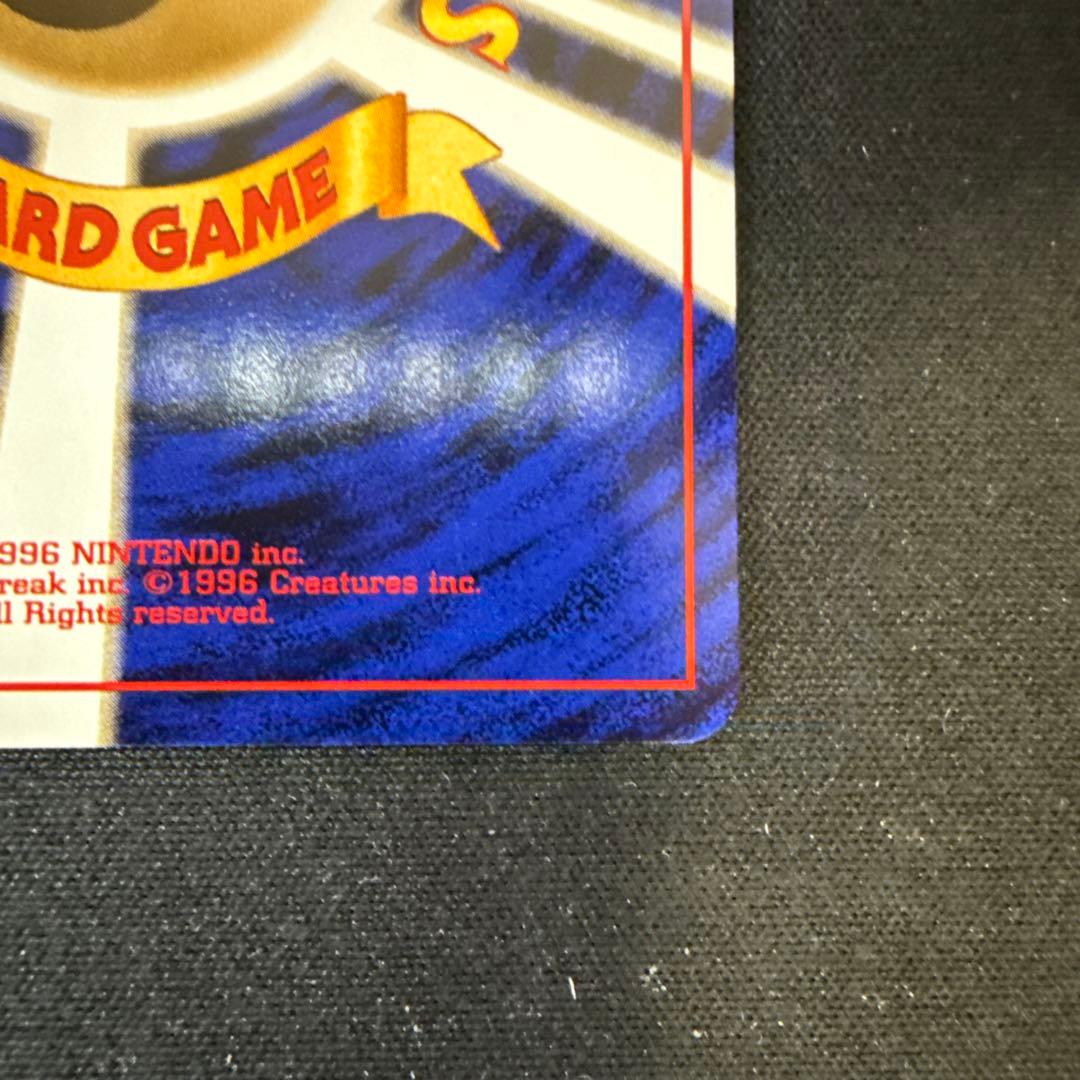 S
ARD GAME
996 NINTENDO inc.
reak inc. ©1996 Creatures inc.
ll Rights reserved.